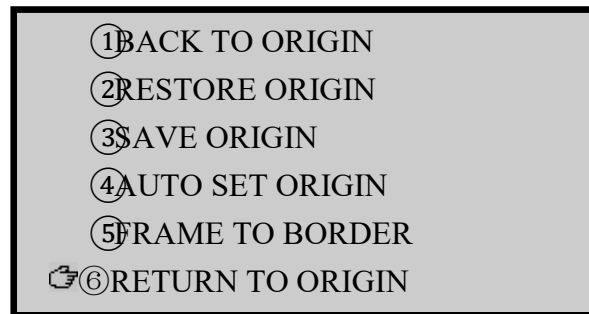 ①BACK TO ORIGIN
②RESTORE ORIGIN
③SAVE ORIGIN
④AUTO SET ORIGIN
⑤FRAME TO BORDER
⑥RETURN TO ORIGIN